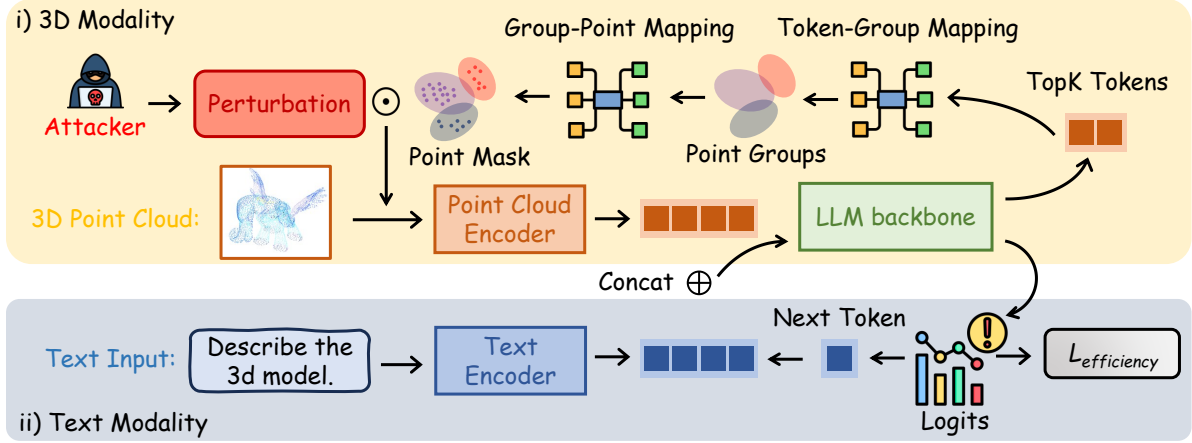 i) 3D Modality
Group-Point Mapping
Token-Group Mapping
TopK Tokens
Attacker
Perturbation
Point Mask
Point Groups
3D Point Cloud:
Point Cloud
Encoder
LLM backbone
Concat
Next Token
Text Input:
Describe the
3d model.
Text
Encoder
Logits
L efficiency
ii) Text Modality